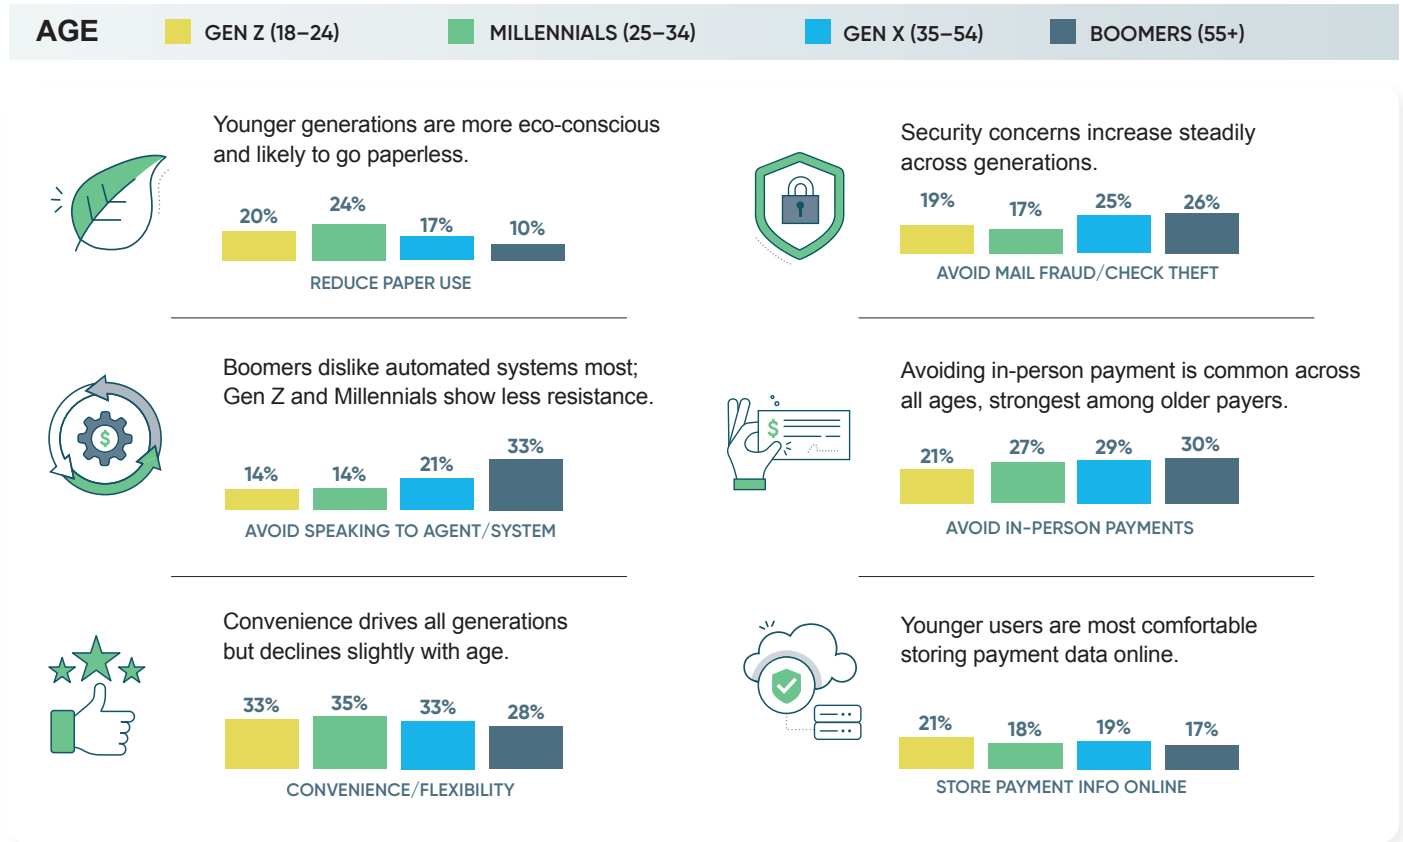 AGE
GEN Z (18–24)
MILLENNIALS (25–34)
GEN X (35–54)
BOOMERS (55+)
Younger generations are more eco-conscious
and likely to go paperless.
20%
24%
17%
10%
REDUCE PAPER USE
Security concerns increase steadily
across generations.
19%
17%
25%
26%
AVOID MAIL FRAUD/CHECK THEFT
Boomers dislike automated systems most;
Gen Z and Millennials show less resistance.
$
14%
14%
21%
33%
AVOID SPEAKING TO AGENT/SYSTEM
Avoiding in-person payment is common across
all ages, strongest among older payers.
$
21%
27%
29%
30%
AVOID IN-PERSON PAYMENTS
Convenience drives all generations
but declines slightly with age.
33%
35%
33%
28%
CONVENIENCE/FLEXIBILITY
Younger users are most comfortable
storing payment data online.
21%
18%
19%
17%
STORE PAYMENT INFO ONLINE